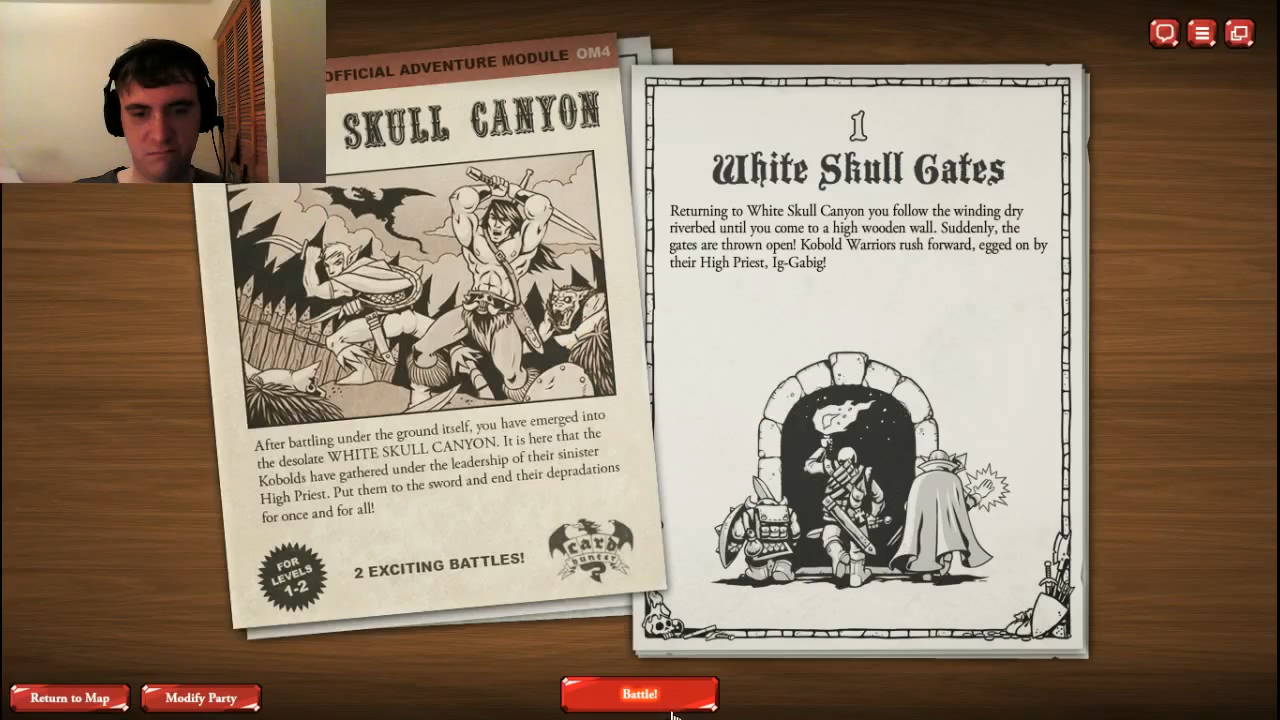 OFFICIAL ADVENTURE MODULE OM4
SKULL CANYON
After battling under the ground itself, you have emerged into
the desolate WHITE SKULL CANYON. It is here that the
Kobolds have gathered under the leadership of their sinister
High Priest. Put them to the sword and end their depradations
for once and for all!
FOR
LEVELS
1-2
2 EXCITING BATTLES!
card
hunter
1
White Skull Gates
Returning to White Skull Canyon you follow the winding dry
riverbed until you come to a high wooden wall. Suddenly, the
gates are thrown open! Kobold Warriors rush forward, egged on by
their High Priest, Ig-Gabig!
Return to Map
Modify Party
Battle!